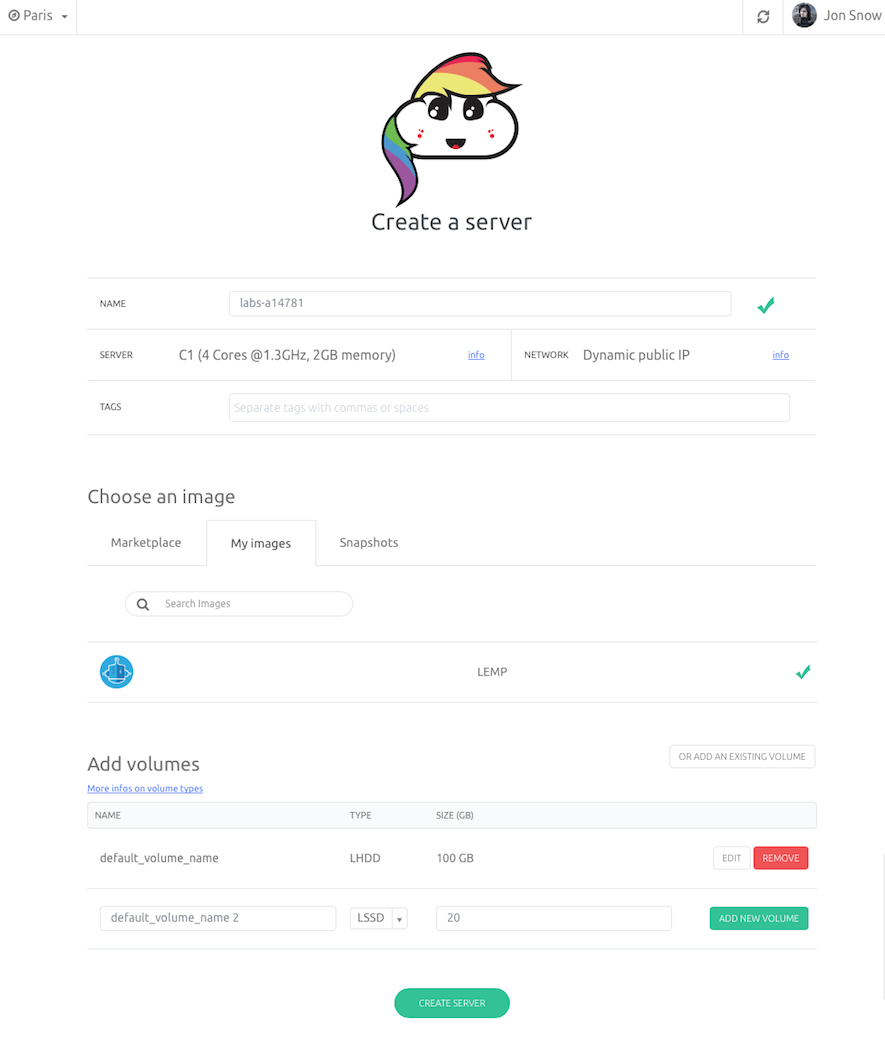 Paris
Jon Snow
Create a server
NAME
labs-a14781
SERVER
C1 (4 Cores @1.3GHz, 2GB memory)
info
NETWORK
Dynamic public IP
info
TAGS
Separate tags with commas or spaces
Choose an image
Marketplace
My images
Snapshots
Search Images
LEMP
Add volumes
OR ADD AN EXISTING VOLUME
More infos on volume types
NAME
TYPE
SIZE (GB)
default_volume_name
LHDD
100 GB
EDIT
REMOVE
default_volume_name 2
LSSD
20
ADD NEW VOLUME
CREATE SERVER